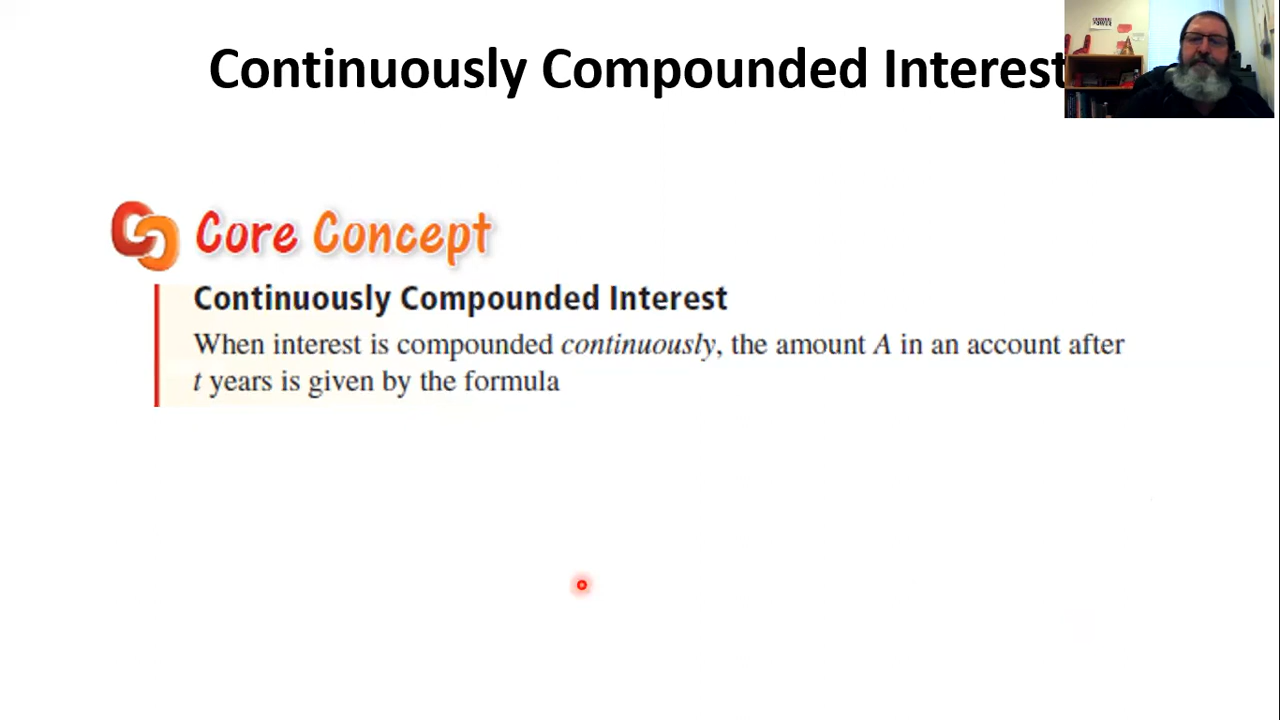 Continuously Compounded Interest
Core Concept
Continuously Compounded Interest
When interest is compounded continuously, the amount A in an account after
t years is given by the formula